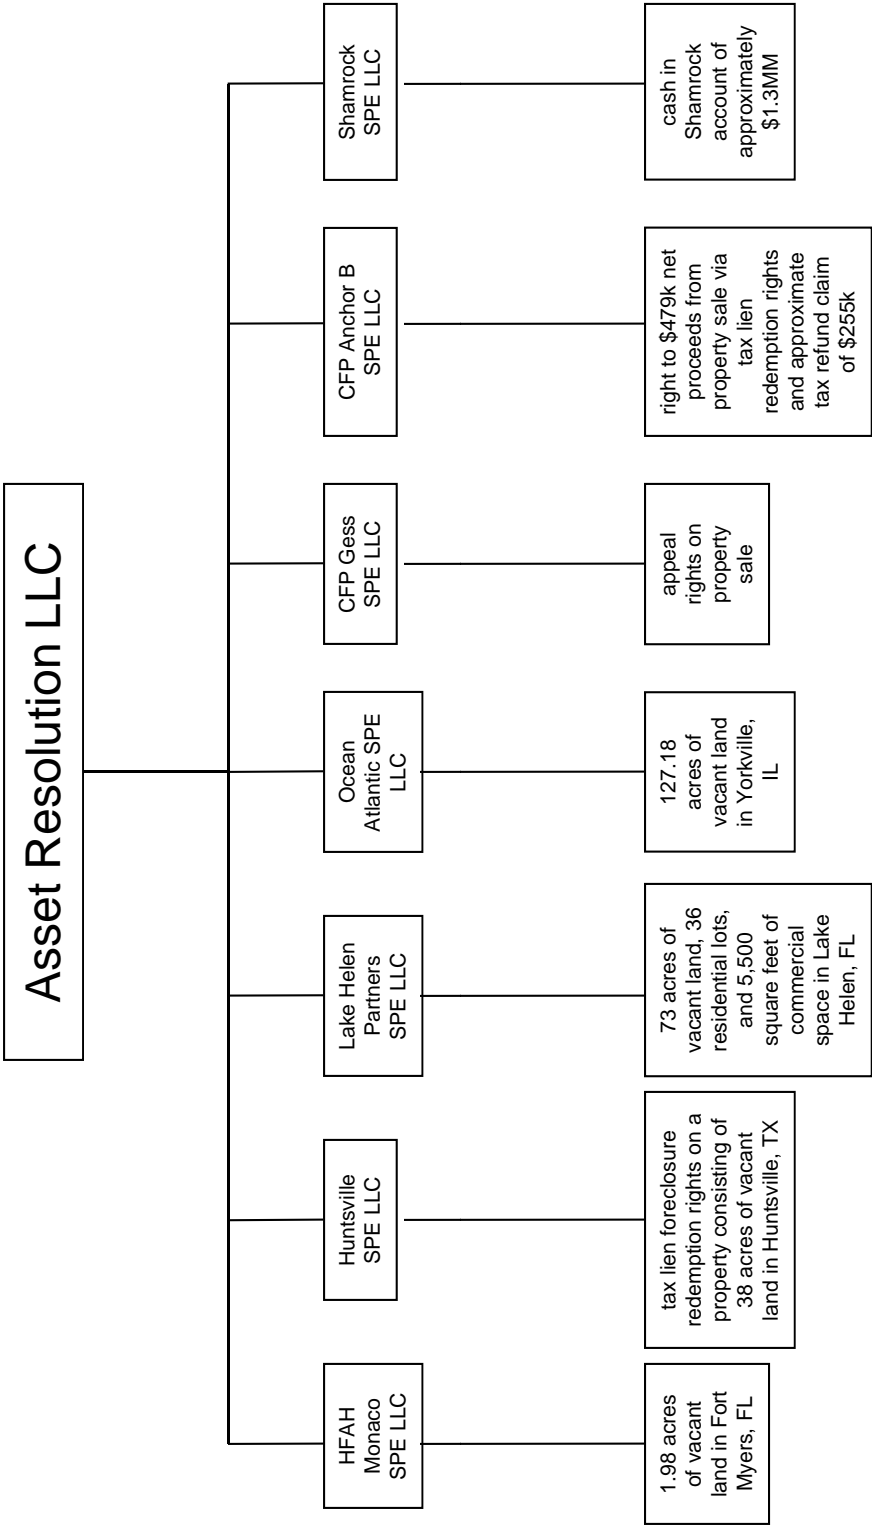 Asset Resolution LLC
HFAH
Monaco
SPE LLC
Huntsville
SPE LLC
Lake Helen
Partners
SPE LLC
Ocean
Atlantic SPE
LLC
CFP Gess
SPE LLC
CFP Anchor B
SPE LLC
Shamrock
SPE LLC
1.98 acres
of vacant
land in Fort
Myers, FL
tax lien foreclosure
redemption rights on a
property consisting of
38 acres of vacant
land in Huntsville, TX
73 acres of
vacant land, 36
residential lots,
and 5,500
square feet of
commercial
space in Lake
Helen, FL
127.18
acres of
vacant land
in Yorkville,
IL
appeal
rights on
property
sale
right to $479k net
proceeds from
property sale via
tax lien
redemption rights
and approximate
tax refund claim
of $255k
cash in
Shamrock
account of
approximately
$1.3MM